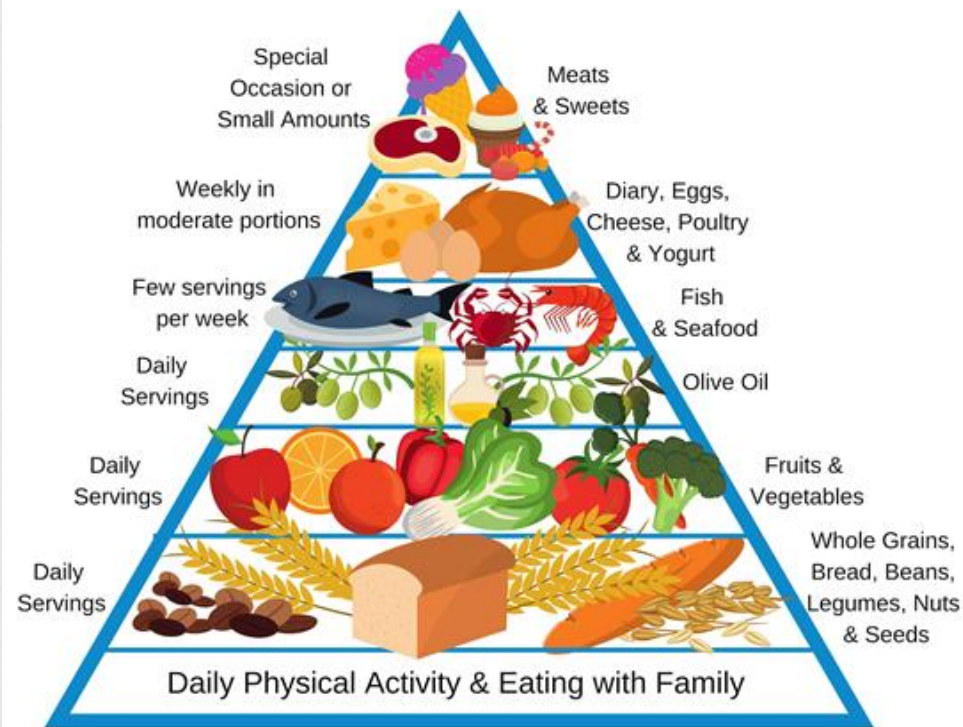 Special
Occasion or
Small Amounts
Meats
& Sweets
Weekly in
moderate portions
Diary, Eggs,
Cheese, Poultry
& Yogurt
Few servings
per week
Fish
& Seafood
Daily
Servings
Olive Oil
Daily
Servings
Fruits &
Vegetables
Daily
Servings
Whole Grains,
Bread, Beans,
Legumes, Nuts
& Seeds
Daily Physical Activity & Eating with Family